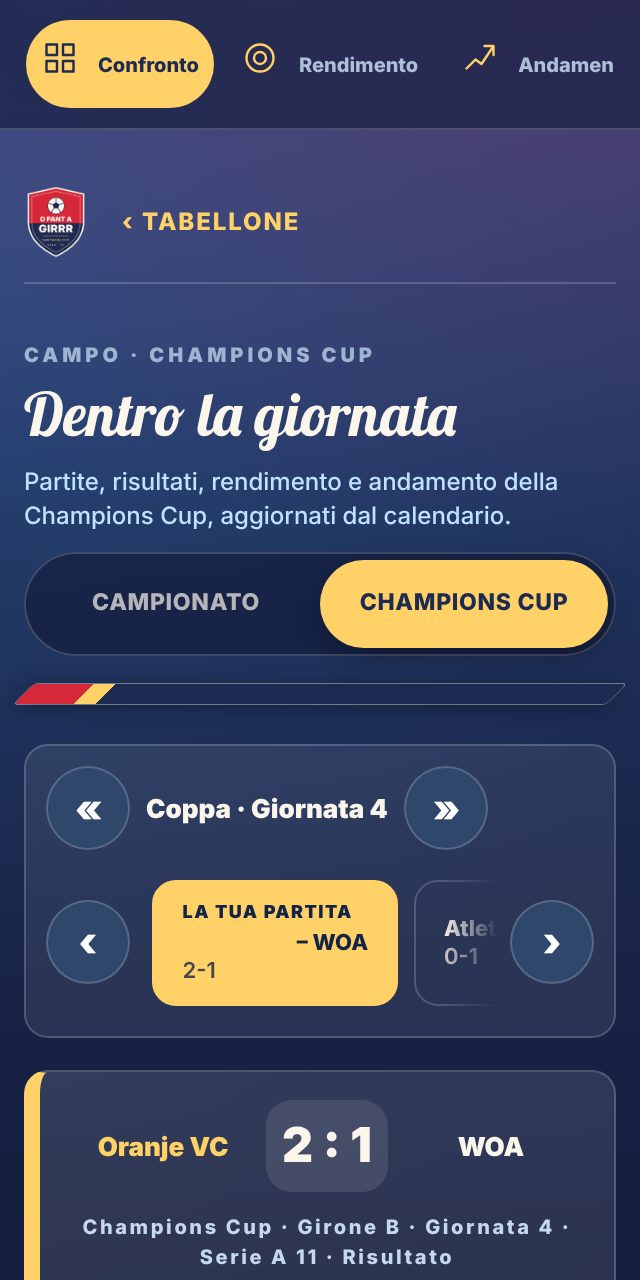 Confronto
Rendimento
Andamen
O FANT A
GIRRR
‹ TABELLONE
CAMPO · CHAMPIONS CUP
Dentro la giornata
Partite, risultati, rendimento e andamento della
Champions Cup, aggiornati dal calendario.
CAMPIONATO
CHAMPIONS CUP
«
Coppa · Giornata 4
»
‹
LA TUA PARTITA
– WOA
2-1
Atlet
0-1
›
Oranje VC
2 : 1
WOA
Champions Cup · Girone B · Giornata 4 ·
Serie A 11 · Risultato